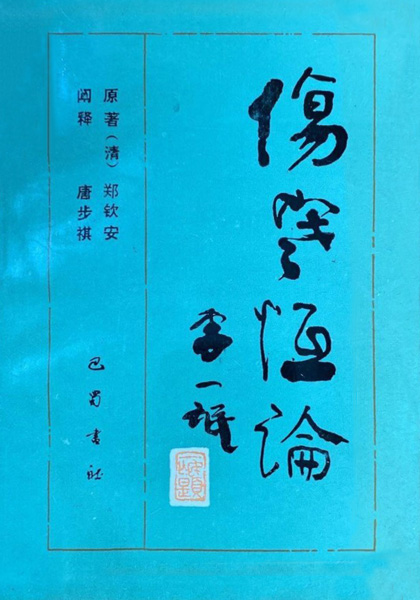 傷寒恒論
李一氓
原著（清）郑钦安
阐释 唐步祺
巴蜀書社